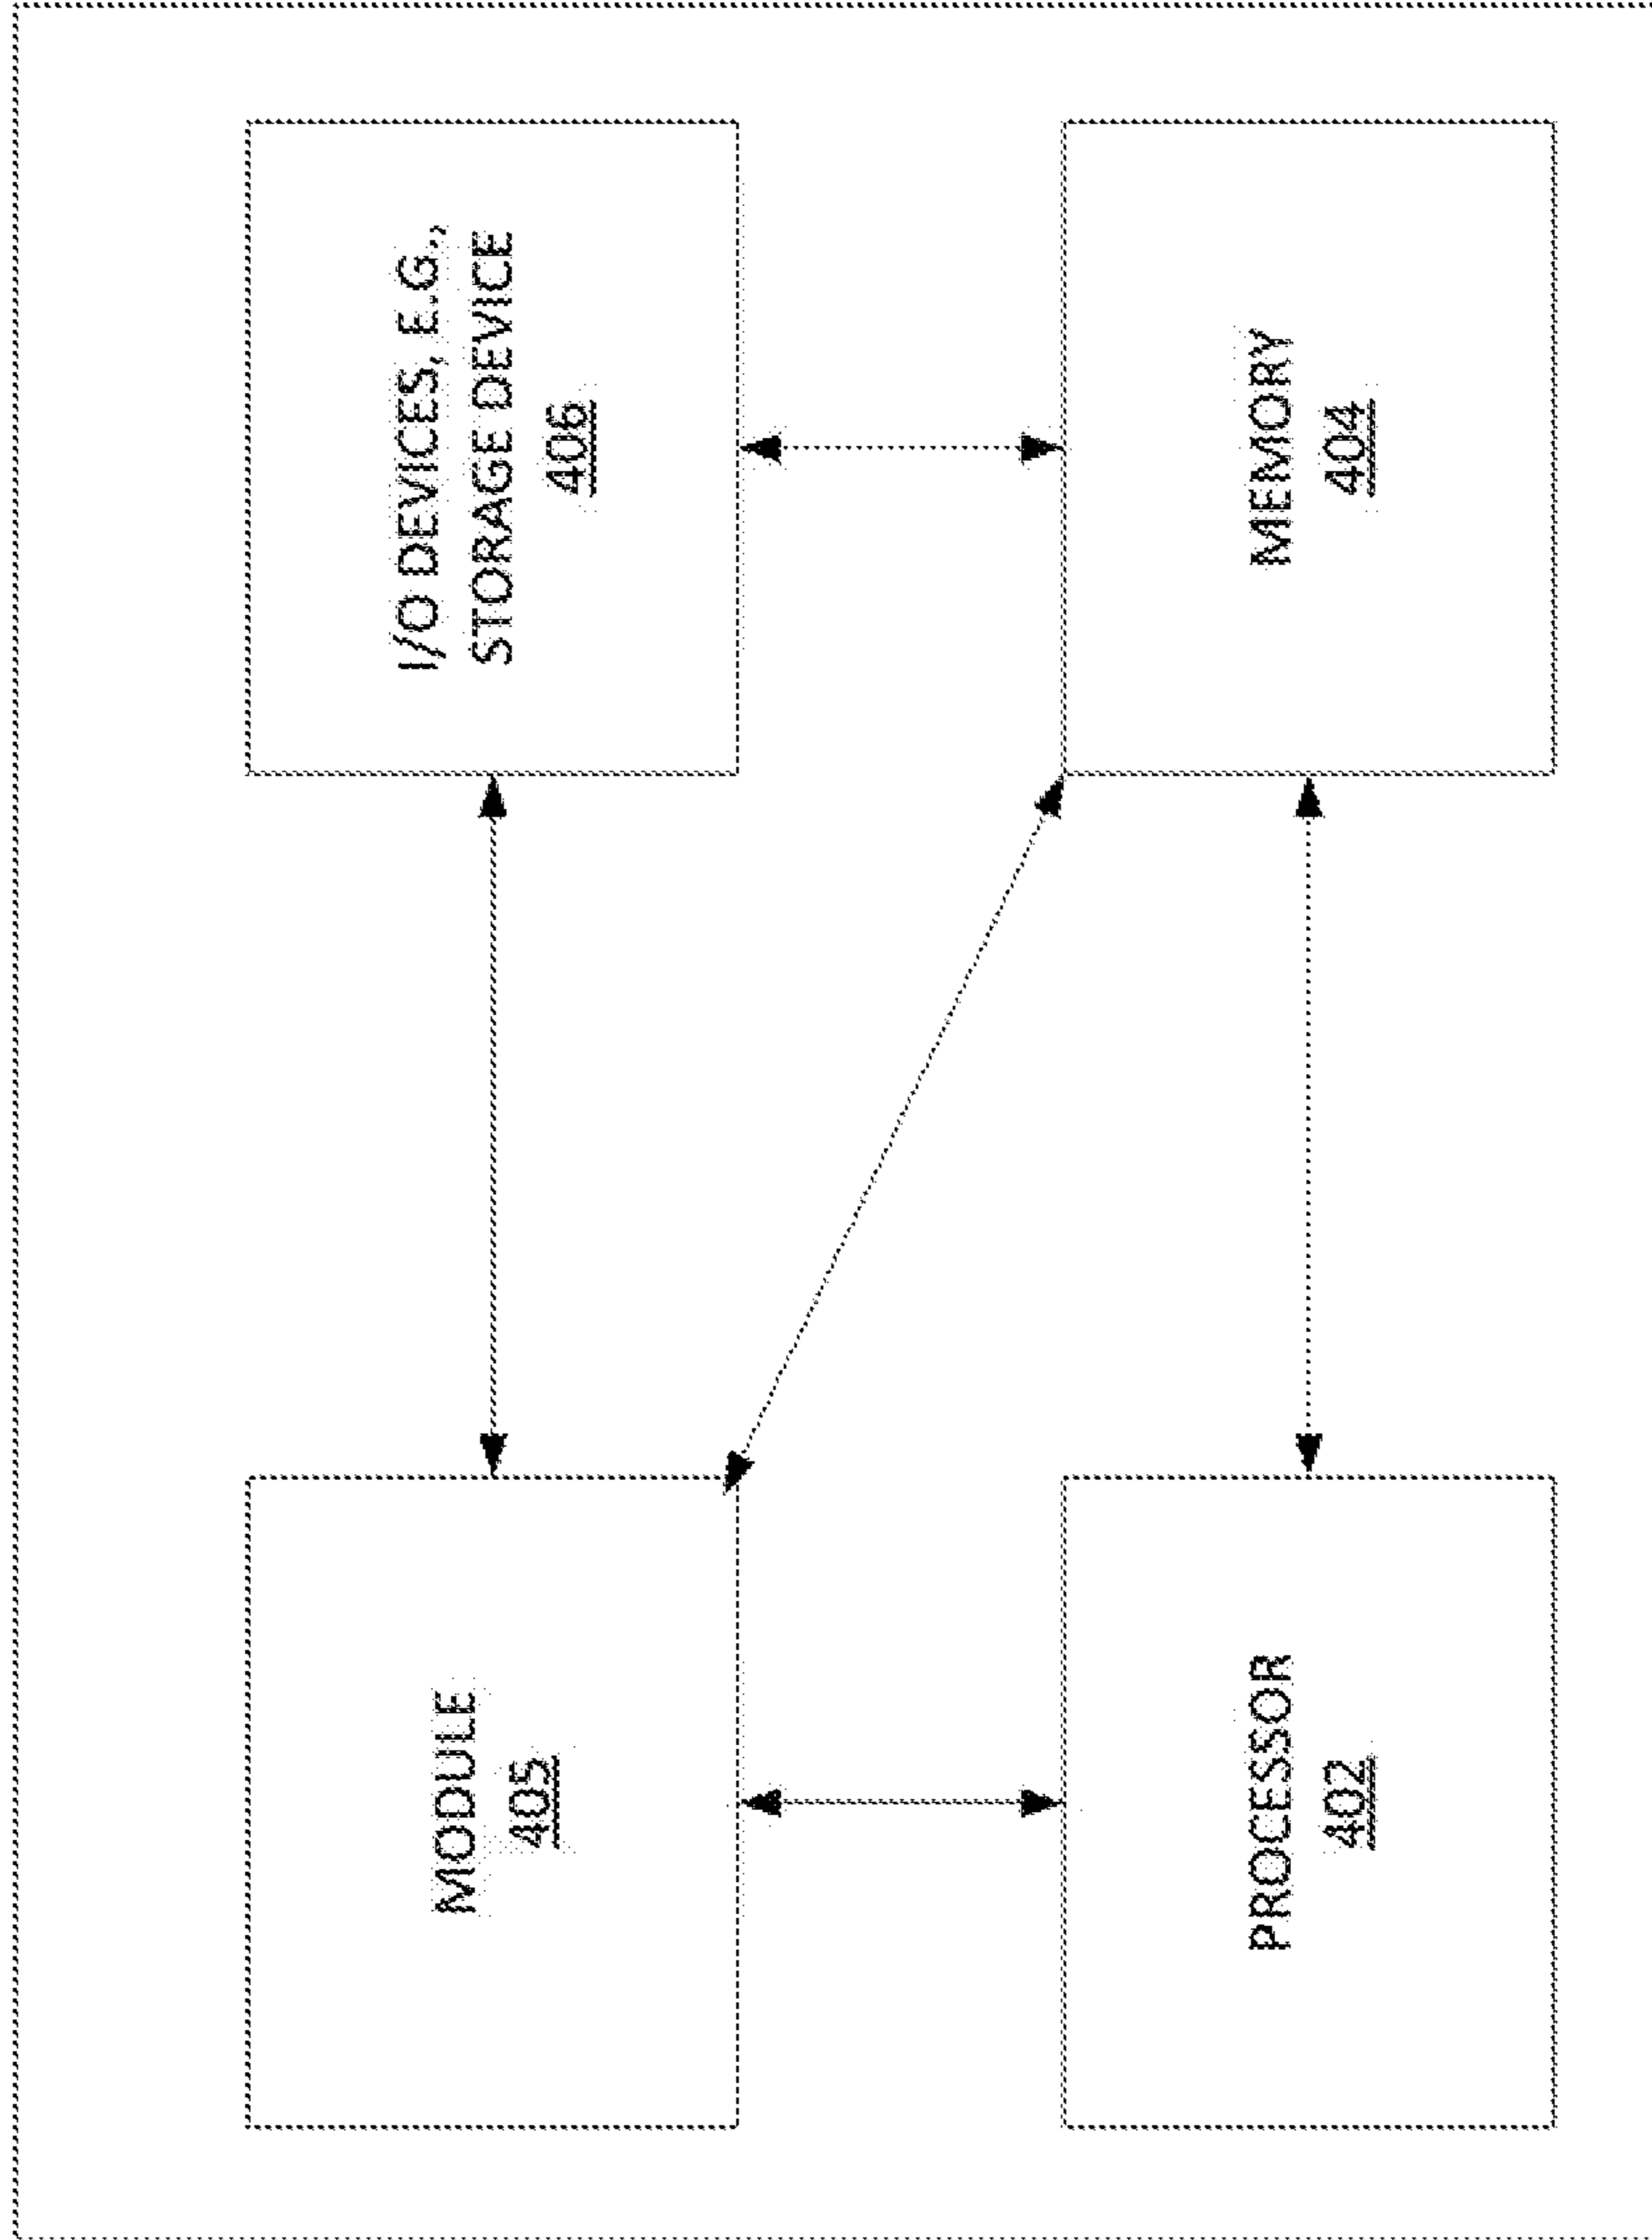 MODULE
405
I/O DEVICES, E.G.,
STORAGE DEVICE
406
PROCESSOR
402
MEMORY
404